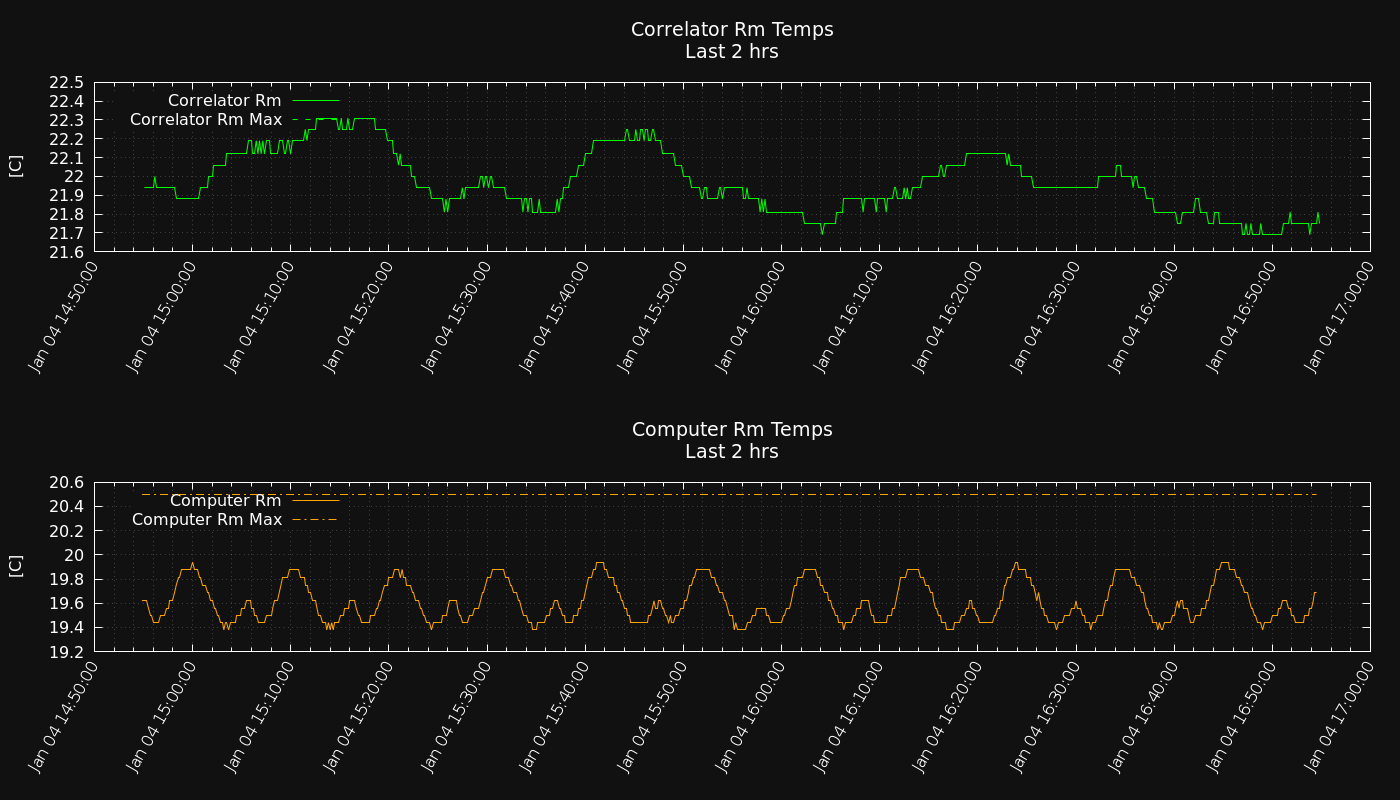 Correlator Rm Temps
Last 2 hrs
22.5
22.4
22.3
22.2
22.1
22
21.9
21.8
21.7
21.6
[C]
Correlator Rm
Correlator Rm Max
Jan 04 14:50:00
Jan 04 15:00:00
Jan 04 15:10:00
Jan 04 15:20:00
Jan 04 15:30:00
Jan 04 15:40:00
Jan 04 15:50:00
Jan 04 16:00:00
Jan 04 16:10:00
Jan 04 16:20:00
Jan 04 16:30:00
Jan 04 16:40:00
Jan 04 16:50:00
Jan 04 17:00:00
Computer Rm Temps
Last 2 hrs
20.6
20.4
20.2
20
19.8
19.6
19.4
19.2
[C]
Computer Rm
Computer Rm Max
Jan 04 14:50:00
Jan 04 15:00:00
Jan 04 15:10:00
Jan 04 15:20:00
Jan 04 15:30:00
Jan 04 15:40:00
Jan 04 15:50:00
Jan 04 16:00:00
Jan 04 16:10:00
Jan 04 16:20:00
Jan 04 16:30:00
Jan 04 16:40:00
Jan 04 16:50:00
Jan 04 17:00:00